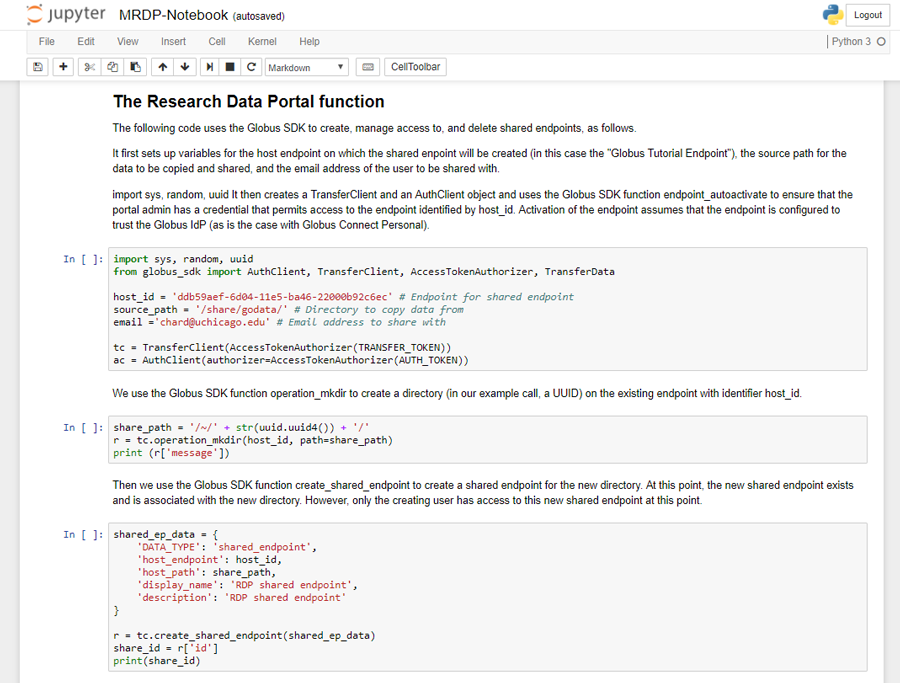 jupyter MRDP-Notebook (autosaved) Logout
File Edit View Insert Cell Kernel Help Python 3
Markdown CellToolbar
The Research Data Portal function
The following code uses the Globus SDK to create, manage access to, and delete shared endpoints, as follows.
It first sets up variables for the host endpoint on which the shared enpoint will be created (in this case the "Globus Tutorial Endpoint"), the source path for the
data to be copied and shared, and the email address of the user to be shared with.
import sys, random, uuid It then creates a TransferClient and an AuthClient object and uses the Globus SDK function endpoint_autoactivate to ensure that the
portal admin has a credential that permits access to the endpoint identified by host_id. Activation of the endpoint assumes that the endpoint is configured to
trust the Globus IdP (as is the case with Globus Connect Personal).
In [ ]: import sys, random, uuid
from globus_sdk import AuthClient, TransferClient, AccessTokenAuthorizer, TransferData
host_id = 'ddb59aef-6d04-11e5-ba46-22000b92c6ec' # Endpoint for shared endpoint
source_path = '/share/godata/' # Directory to copy data from
email ='chard@uchicago.edu' # Email address to share with
tc = TransferClient(AccessTokenAuthorizer(TRANSFER_TOKEN))
ac = AuthClient(authorizer=AccessTokenAuthorizer(AUTH_TOKEN))
We use the Globus SDK function operation_mkdir to create a directory (in our example call, a UUID) on the existing endpoint with identifier host_id.
In [ ]: share_path = '/~/' + str(uuid.uuid4()) + '/'
r = tc.operation_mkdir(host_id, path=share_path)
print (r['message'])
Then we use the Globus SDK function create_shared_endpoint to create a shared endpoint for the new directory. At this point, the new shared endpoint exists
and is associated with the new directory. However, only the creating user has access to this new shared endpoint at this point.
In [ ]: shared_ep_data = {
'DATA_TYPE': 'shared_endpoint',
'host_endpoint': host_id,
'host_path': share_path,
'display_name': 'RDP shared endpoint',
'description': 'RDP shared endpoint'
}
r = tc.create_shared_endpoint(shared_ep_data)
share_id = r['id']
print(share_id)